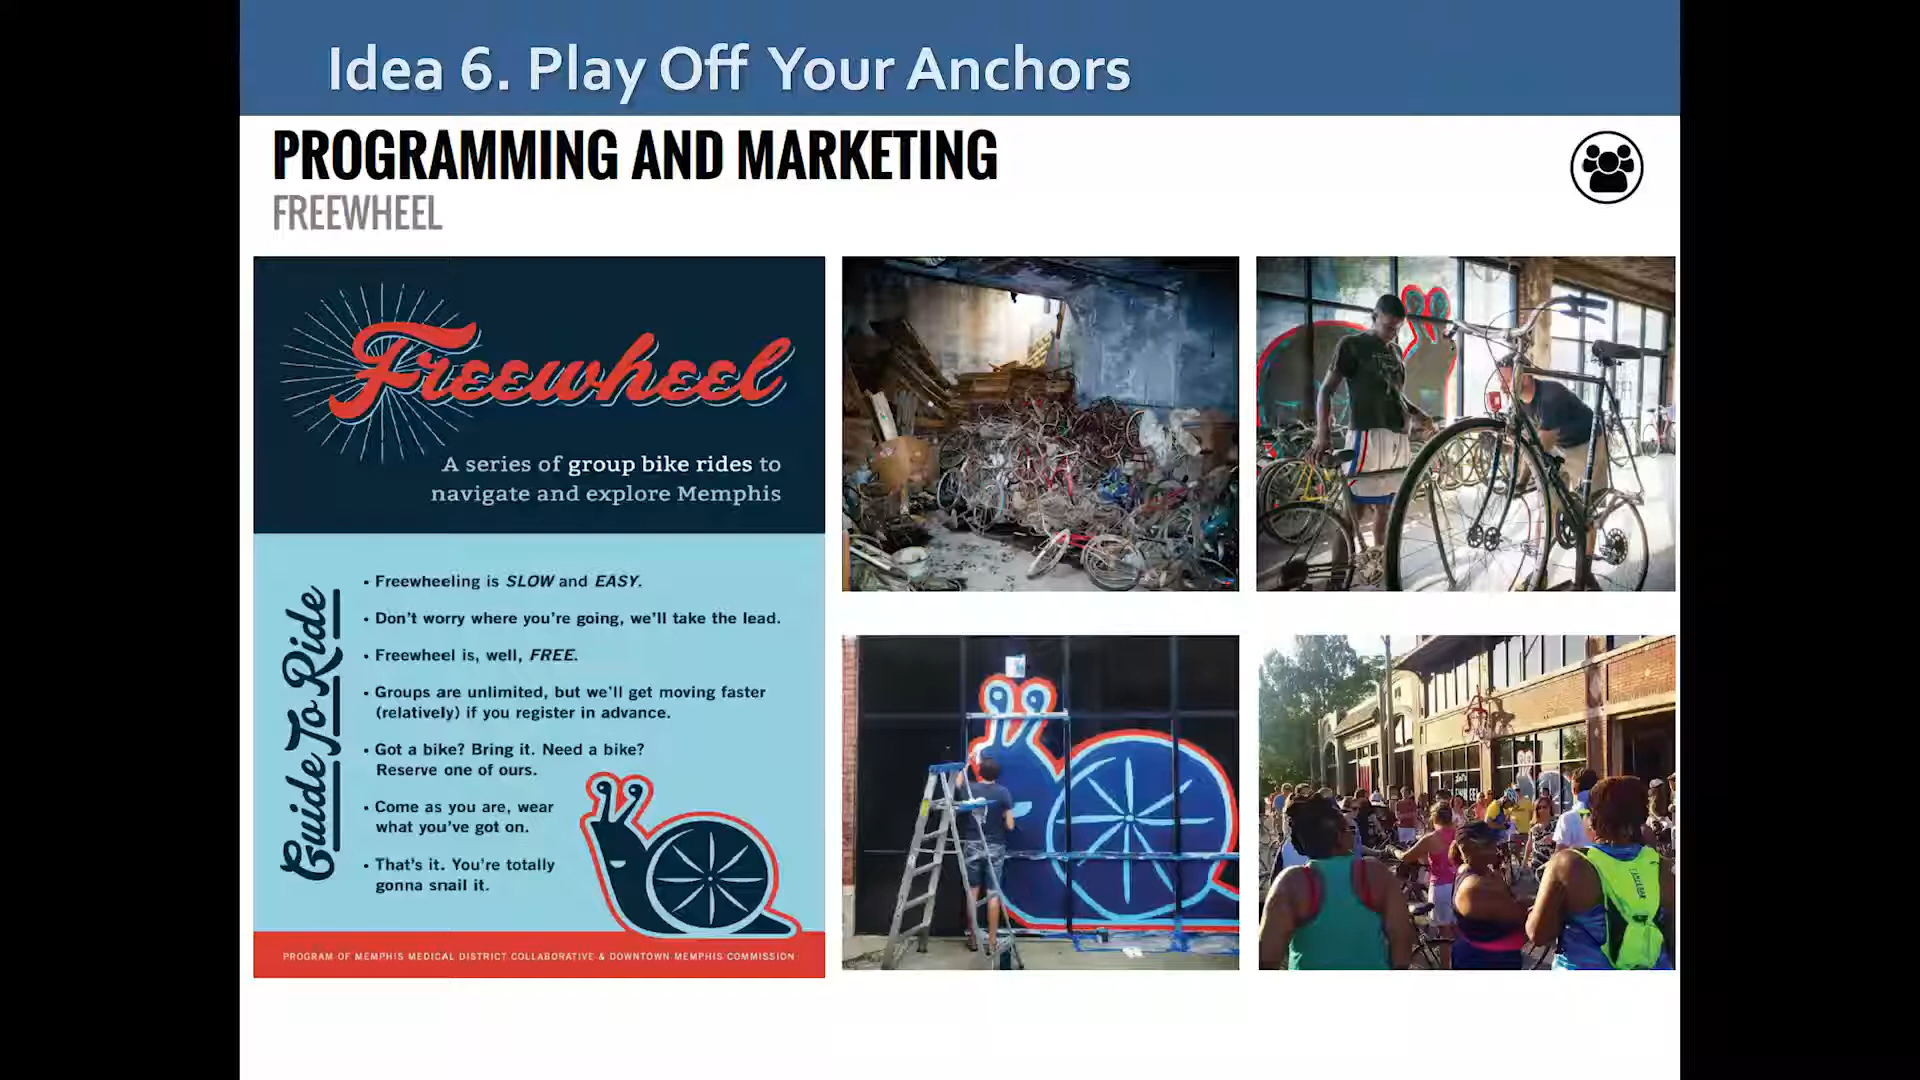 Idea 6. Play Off Your Anchors
PROGRAMMING AND MARKETING
FREEWHEEL
Freewheel
A series of group bike rides to
navigate and explore Memphis
Guide To Ride
• Freewheeling is SLOW and EASY.
• Don't worry where you're going, we'll take the lead.
• Freewheel is, well, FREE.
• Groups are unlimited, but we'll get moving faster
(relatively) if you register in advance.
• Got a bike? Bring it. Need a bike?
Reserve one of ours.
• Come as you are, wear
what you've got on.
• That's it. You're totally
gonna snail it.
PROGRAM OF MEMPHIS MEDICAL DISTRICT COLLABORATIVE & DOWNTOWN MEMPHIS COMMISSION